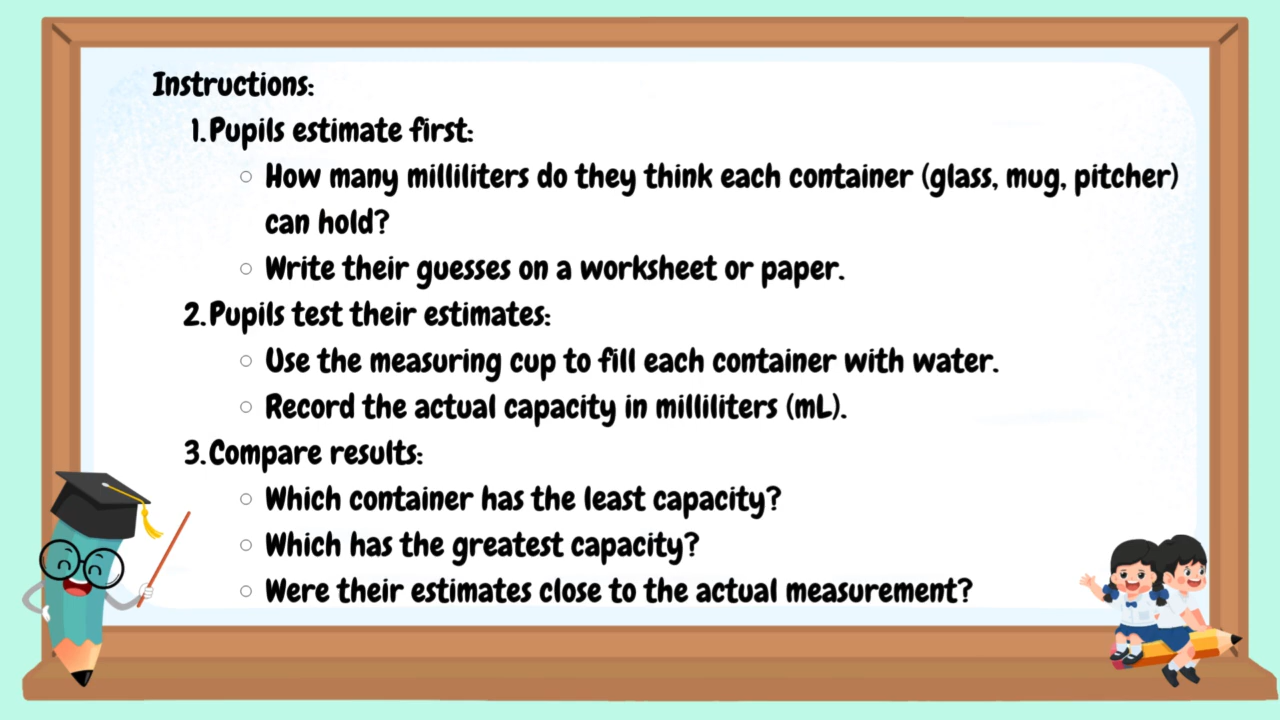 Instructions:
1. Pupils estimate first:
○ How many milliliters do they think each container (glass, mug, pitcher)
can hold?
○ Write their guesses on a worksheet or paper.
2. Pupils test their estimates:
○ Use the measuring cup to fill each container with water.
○ Record the actual capacity in milliliters (mL).
3. Compare results:
○ Which container has the least capacity?
○ Which has the greatest capacity?
○ Were their estimates close to the actual measurement?